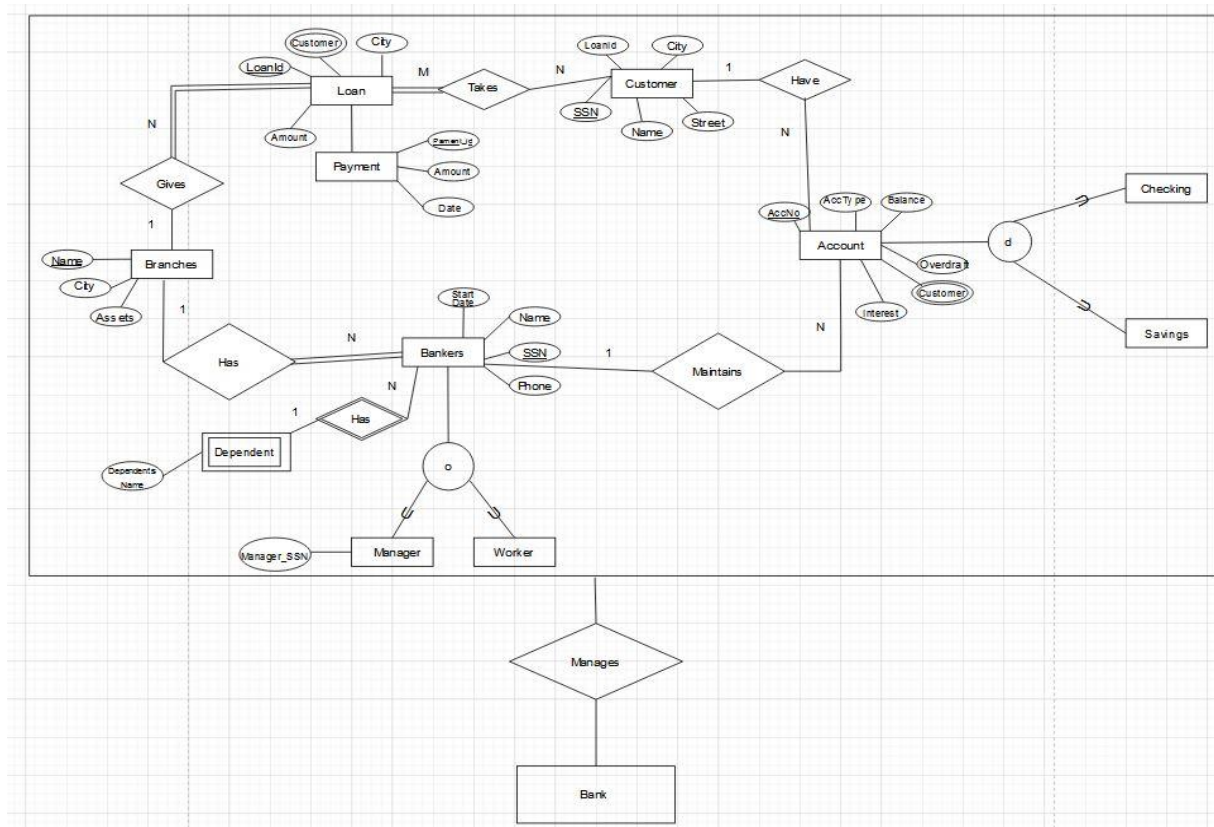 Customer
City
LoanId
Loan
Amount
M
Takes
N
LoanId
City
Customer
SSN
Name
Street
1
Have
N
N
Payment
Amount
Date
Gives
1
Checking
AccNo
AccType
Balance
Account
d
Overdraft
Customer
Interest
Name
Branches
City
Assets
1
Start
Date
Name
Bankers
SSN
Phone
N
Has
1
Maintains
N
Savings
N
1
Has
Dependent
Dependents
Name
o
Manager_SSN
Manager
Worker
Manages
Bank